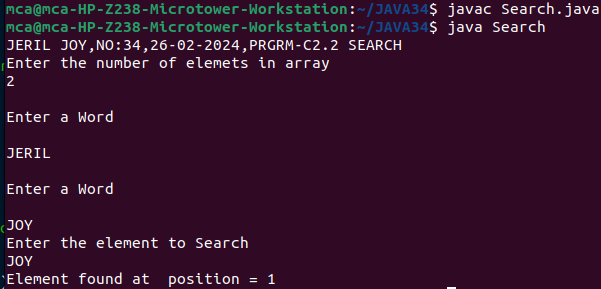 mca@mca-HP-Z238-Microtower-Workstation:~/JAVA34$ javac Search.java
mca@mca-HP-Z238-Microtower-Workstation:~/JAVA34$ java Search
JERIL JOY,NO:34,26-02-2024,PRGRM-C2.2 SEARCH
Enter the number of elemets in array
2
Enter a Word
JERIL
Enter a Word
JOY
Enter the element to Search
JOY
Element found at  position = 1